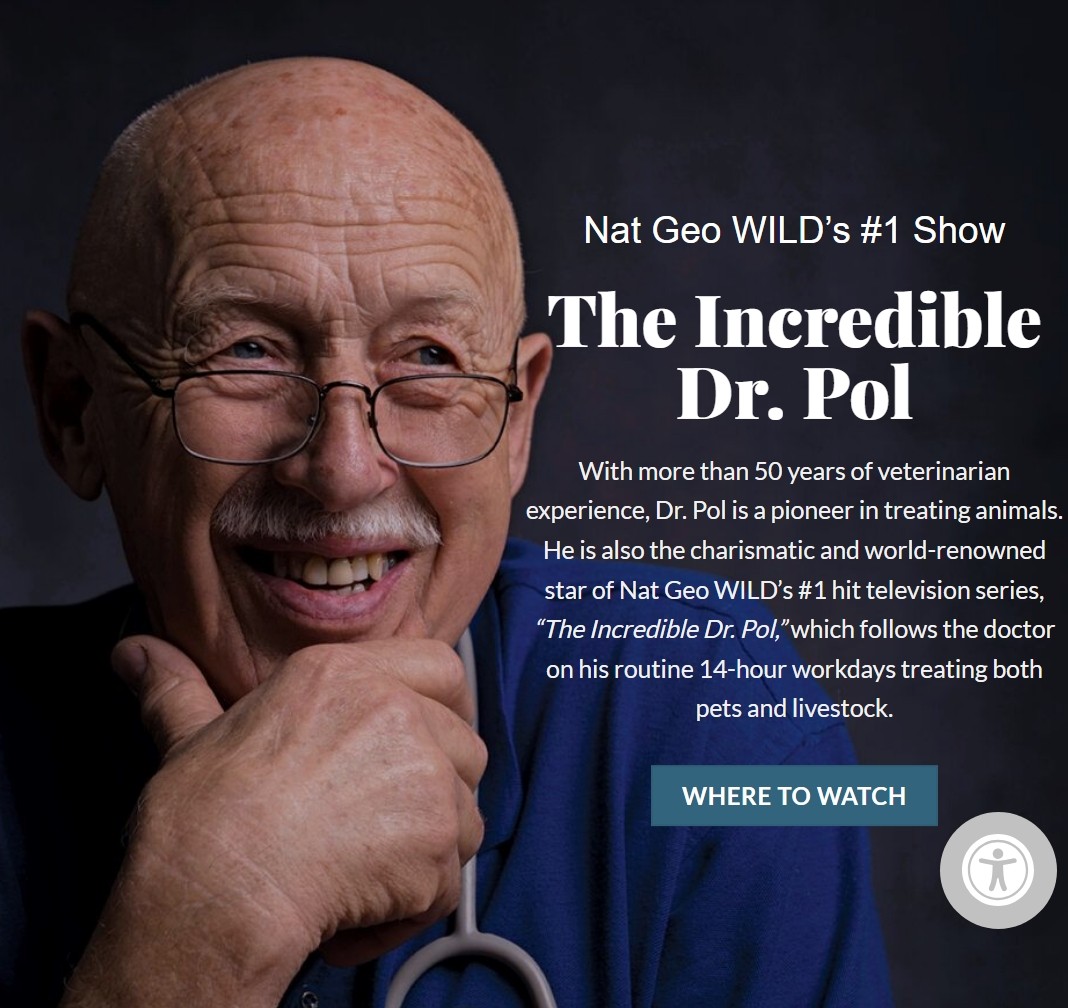 Nat Geo WILD’s #1 Show
The Incredible
Dr. Pol
With more than 50 years of veterinarian
experience, Dr. Pol is a pioneer in treating animals.
He is also the charismatic and world-renowned
star of Nat Geo WILD’s #1 hit television series,
“The Incredible Dr. Pol,” which follows the doctor
on his routine 14-hour workdays treating both
pets and livestock.
WHERE TO WATCH